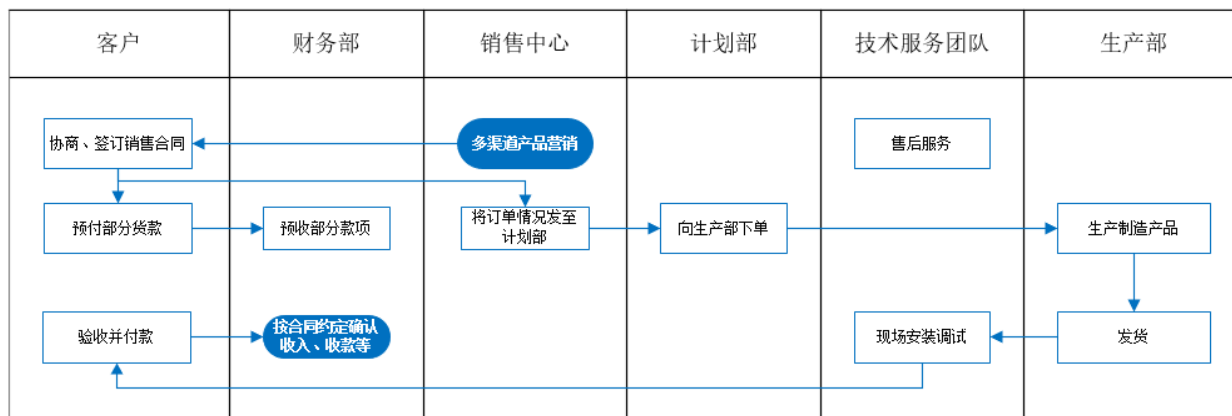 客户
财务部
销售中心
计划部
技术服务团队
生产部
协商、签订销售合同
多渠道产品营销
售后服务
预付部分货款
预收部分款项
将订单情况发至
计划部
向生产部下单
生产制造产品
验收并付款
按合同约定确认
收入、收款等
现场安装调试
发货